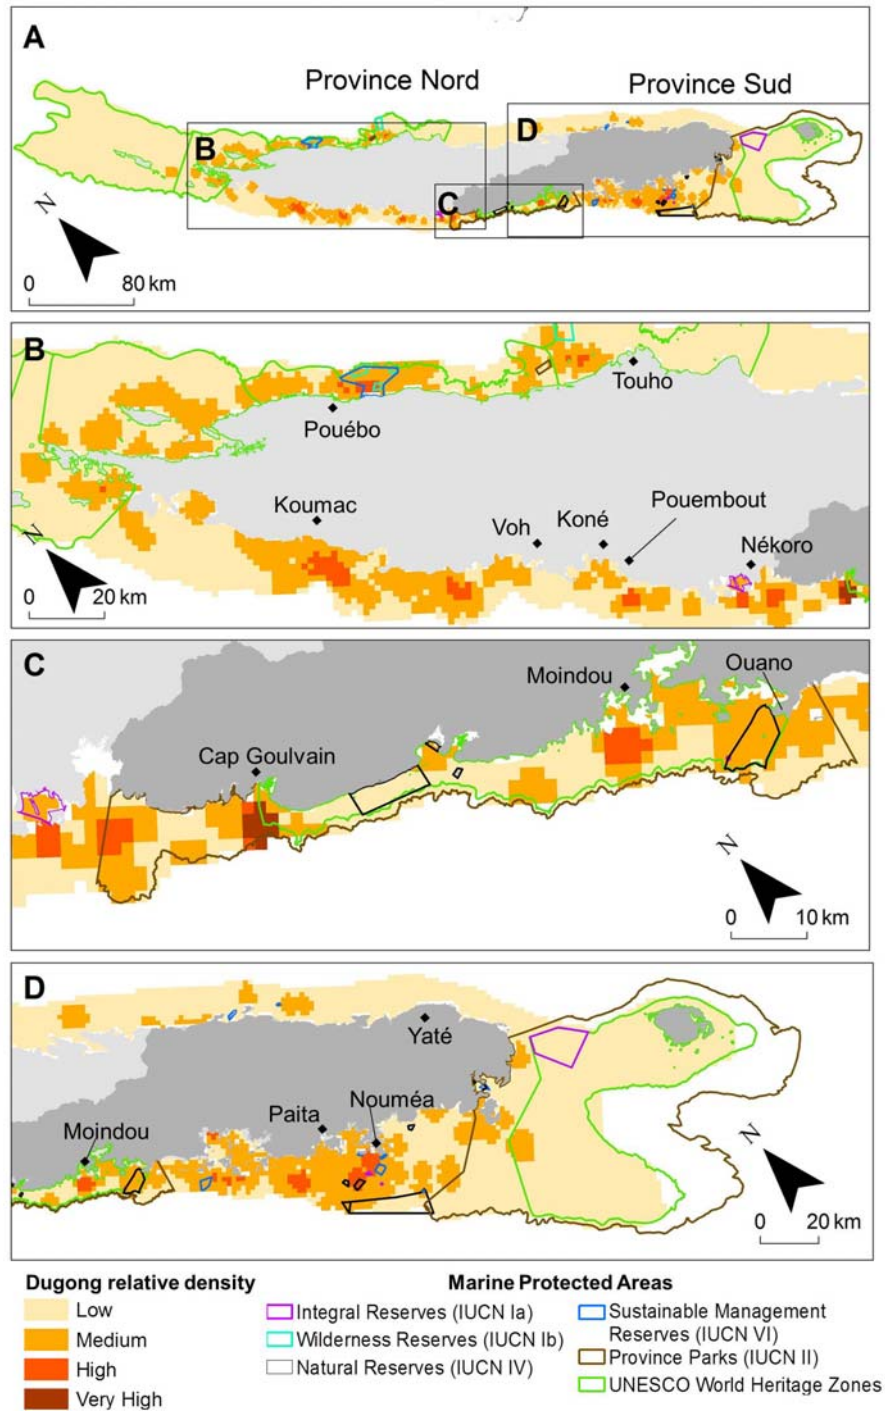 A
Province Nord
Province Sud
B
D
C
N
0 80 km
B
Touho
Pouébo
Koumac
Voh
Koné
Pouembout
Nékoro
N
0 20 km
C
Moindou
Ouano
Cap Goulvain
N
0 10 km
D
Yaté
Nouméa
Paita
Moindou
N
0 20 km
Dugong relative density
Low
Medium
High
Very High
Marine Protected Areas
Integral Reserves (IUCN Ia)
Wilderness Reserves (IUCN Ib)
Natural Reserves (IUCN IV)
Sustainable Management
Reserves (IUCN VI)
Province Parks (IUCN II)
UNESCO World Heritage Zones